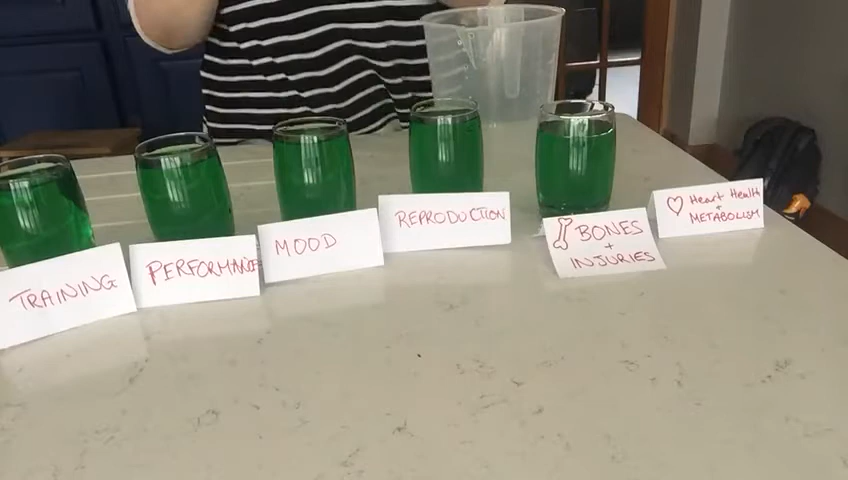 TRAINING
PERFORMANCE
MOOD
REPRODUCTION
BONES
+
INJURIES
Heart Health
+
METABOLISM